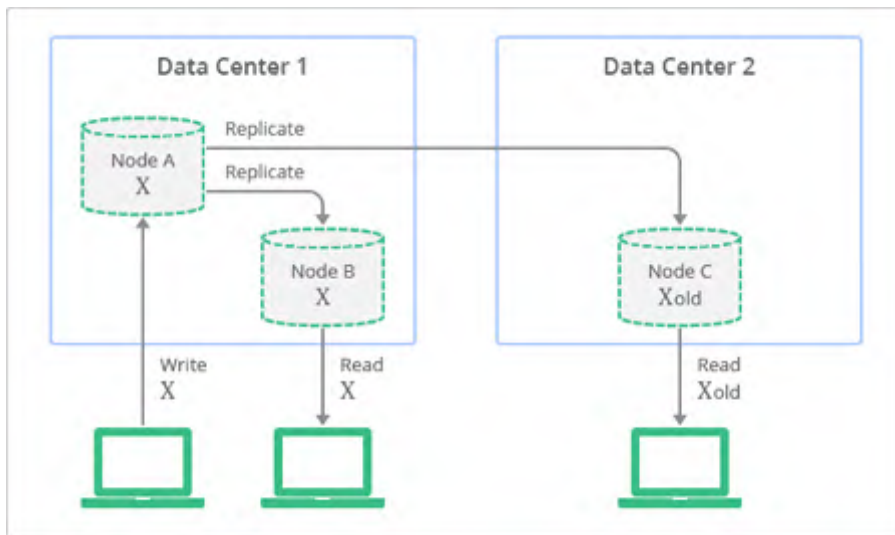 Data Center 1
Data Center 2
Replicate
Node A
X
Replicate
Node B
X
Node C
Xold
Write
X
Read
X
Read
Xold